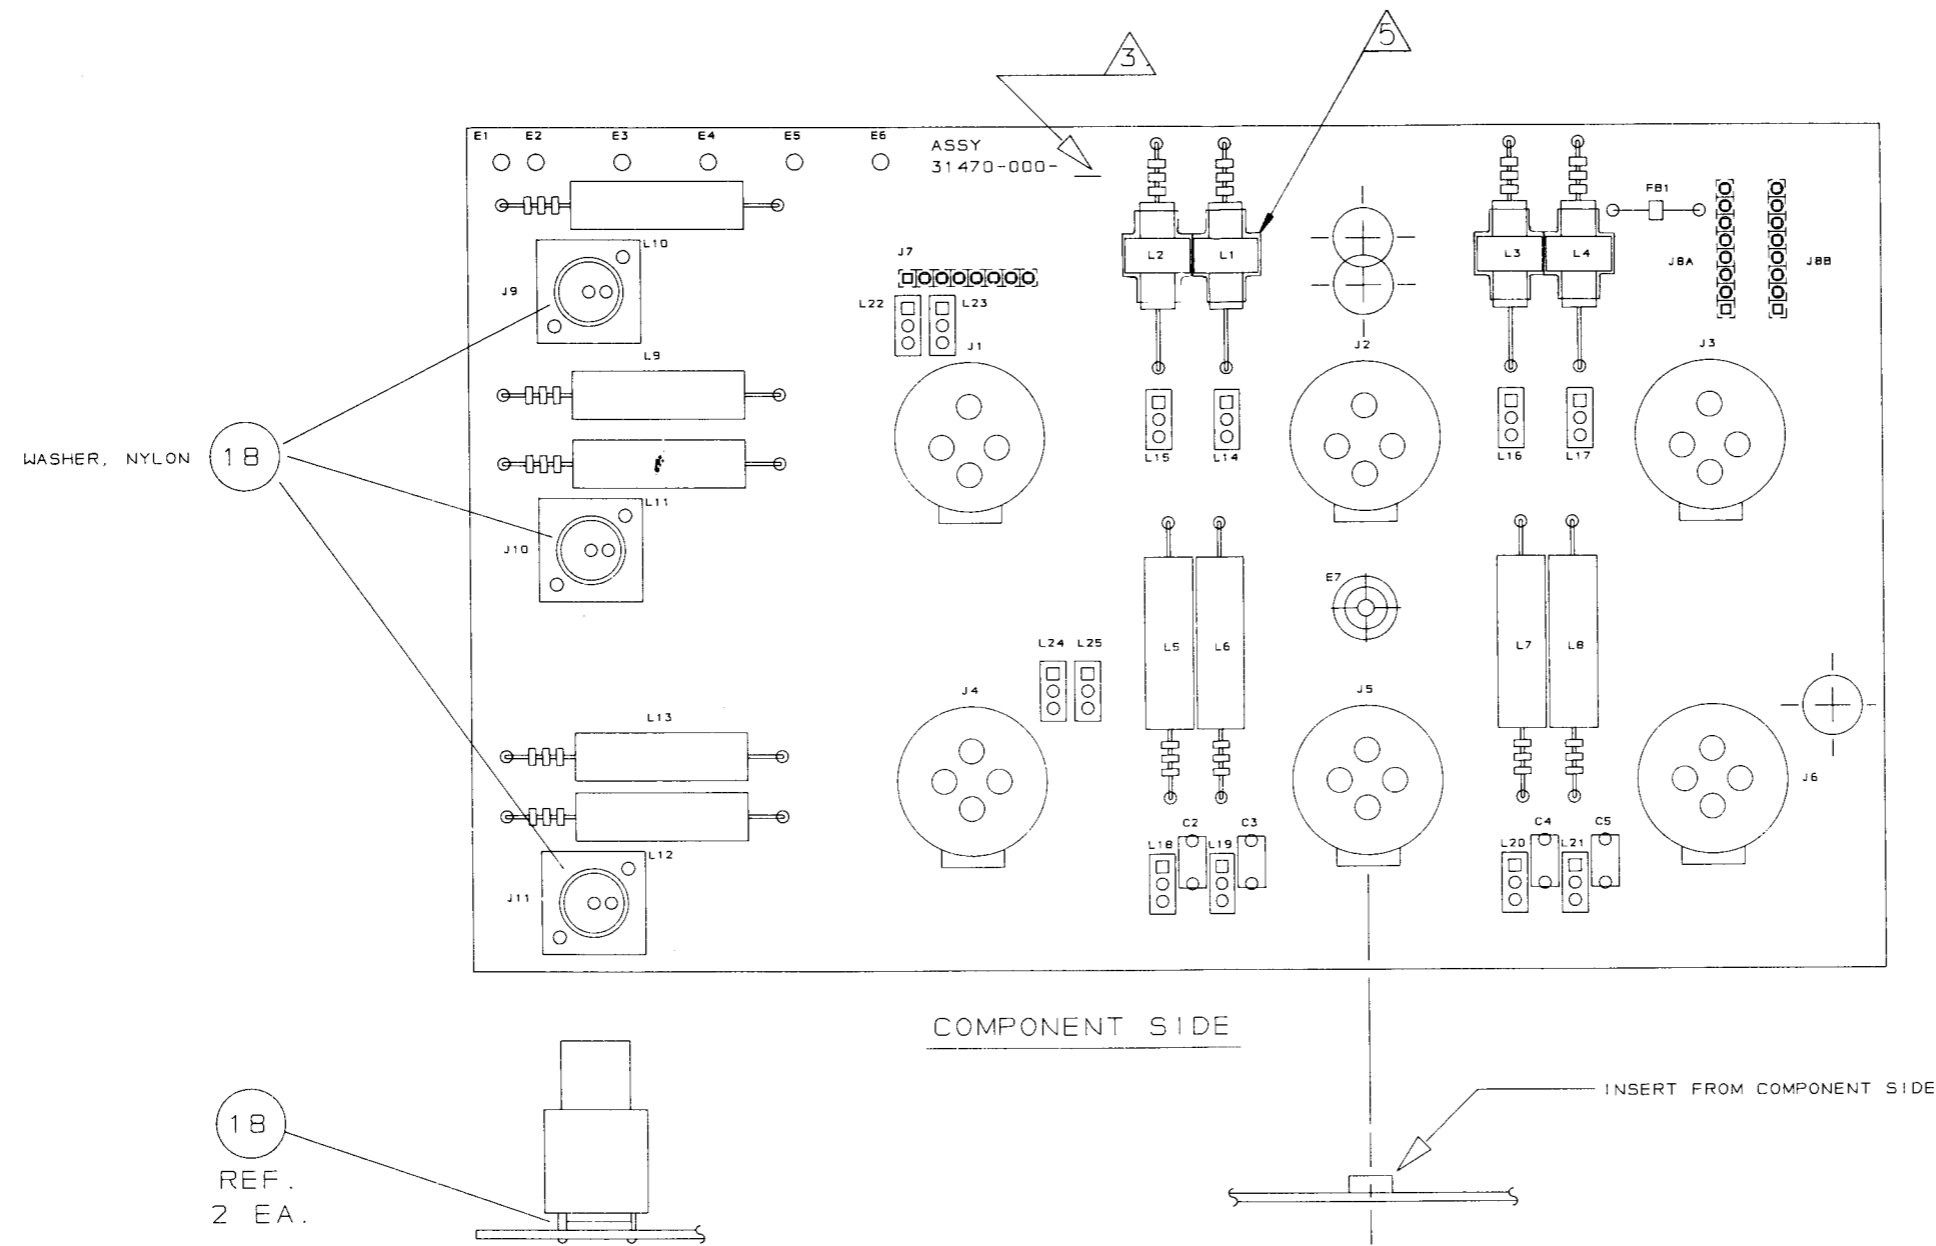 5
3
E1 E2 E3 E4 E5 E6
ASSY
31470-000-
L10
J9
J7
L22
L23
L2
L1
L3
L4
FB1
J8A
J8B
J1
J2
J3
L9
WASHER, NYLON
18
L11
J10
L15
L14
L16
L17
E7
L24 L25
L5
L6
L7
L8
J4
J5
J6
L13
L12
J11
C2
C3
L18
L19
C4
C5
L20
L21
COMPONENT SIDE
INSERT FROM COMPONENT SIDE
18
REF.
2 EA.